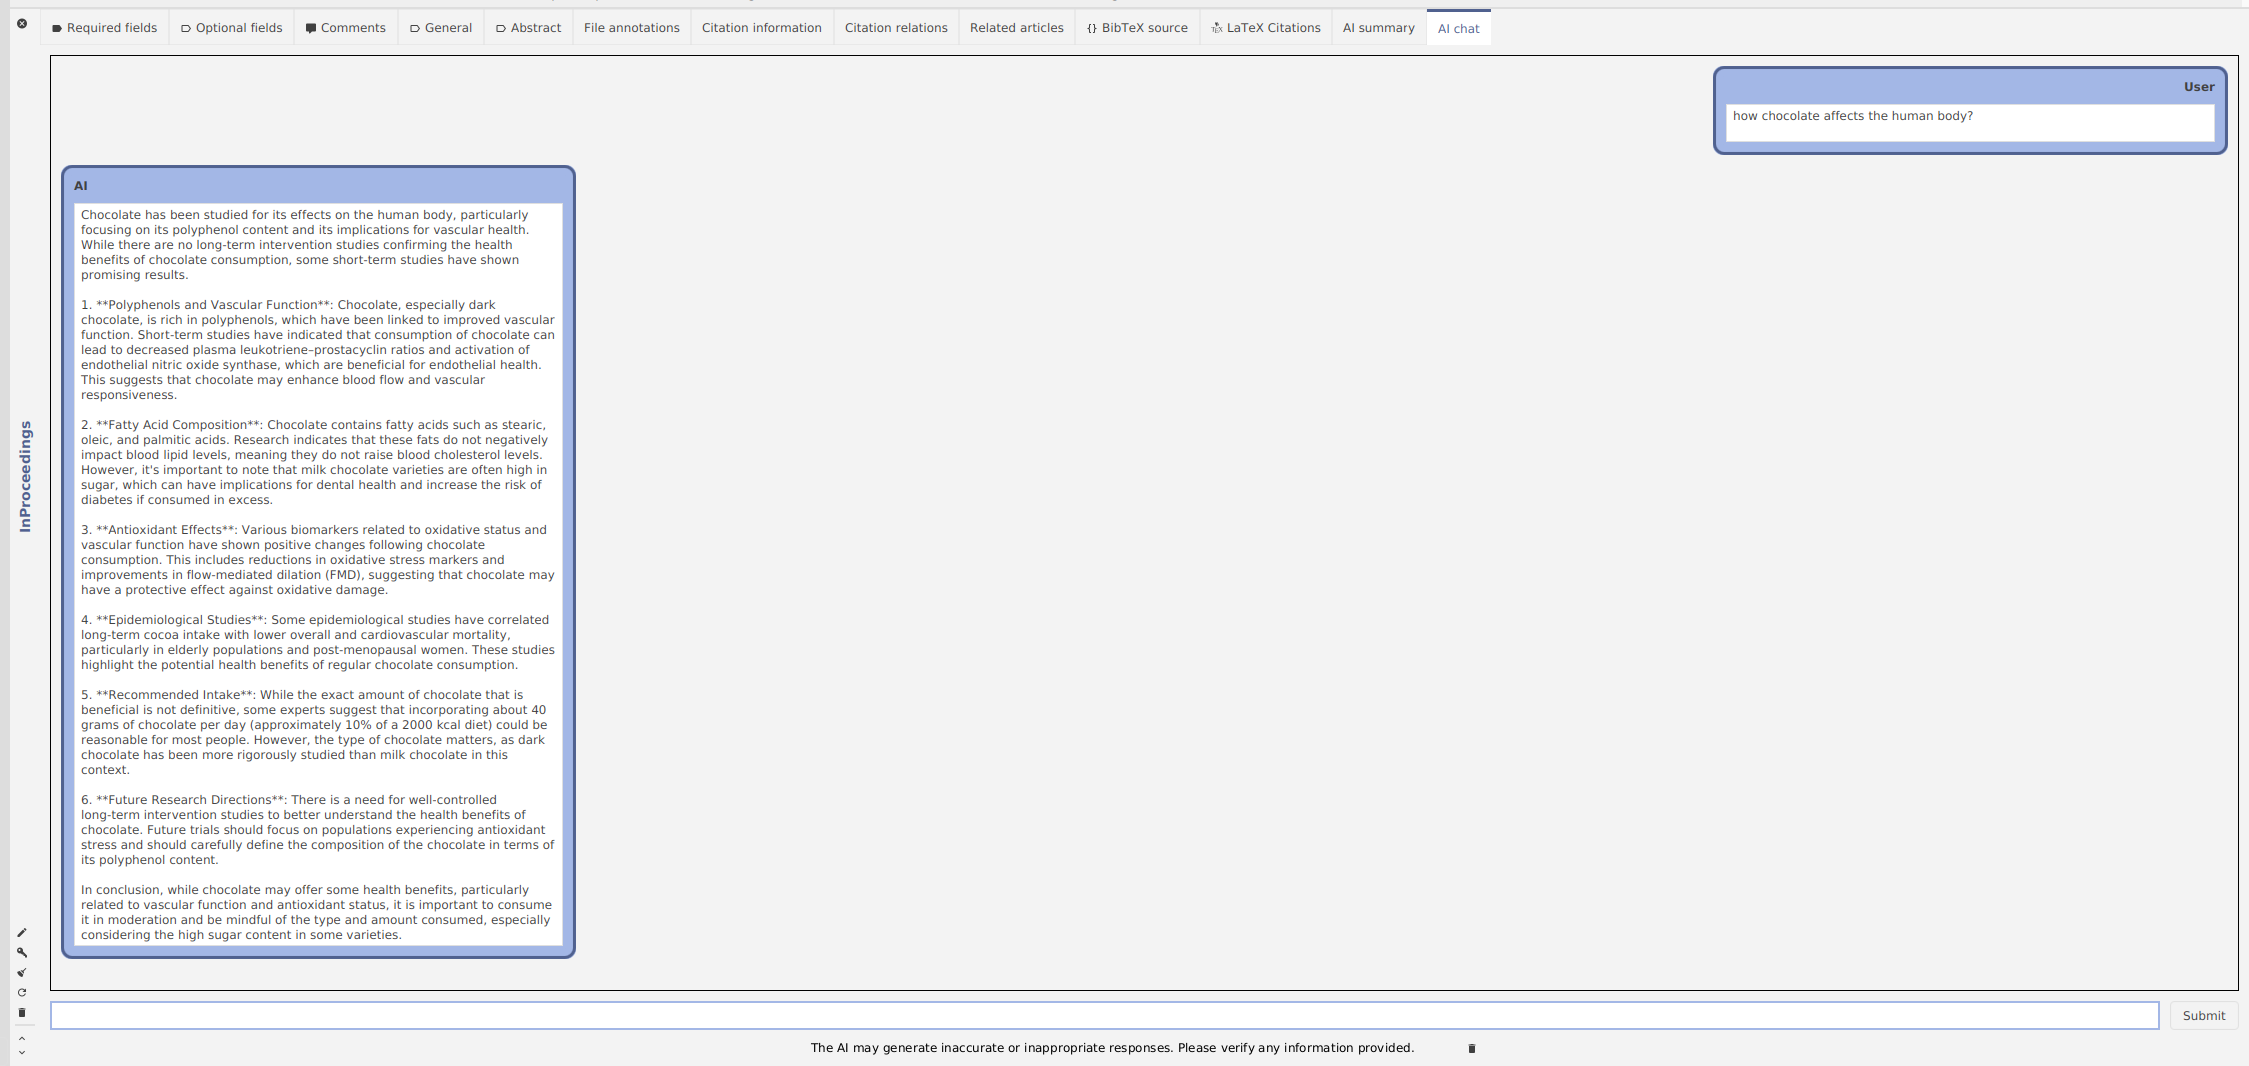 Required fields
Optional fields
Comments
General
Abstract
File annotations
Citation information
Citation relations
Related articles
{} BibTeX source
LaTeX Citations
AI summary
AI chat
User
how chocolate affects the human body?
AI
Chocolate has been studied for its effects on the human body, particularly
focusing on its polyphenol content and its implications for vascular health.
While there are no long-term intervention studies confirming the health
benefits of chocolate consumption, some short-term studies have shown
promising results.
1. **Polyphenols and Vascular Function**: Chocolate, especially dark
chocolate, is rich in polyphenols, which have been linked to improved vascular
function. Short-term studies have indicated that consumption of chocolate can
lead to decreased plasma leukotriene–prostacyclin ratios and activation of
endothelial nitric oxide synthase, which are beneficial for endothelial health.
This suggests that chocolate may enhance blood flow and vascular
responsiveness.
2. **Fatty Acid Composition**: Chocolate contains fatty acids such as stearic,
oleic, and palmitic acids. Research indicates that these fats do not negatively
impact blood lipid levels, meaning they do not raise blood cholesterol levels.
However, it's important to note that milk chocolate varieties are often high in
sugar, which can have implications for dental health and increase the risk of
diabetes if consumed in excess.
3. **Antioxidant Effects**: Various biomarkers related to oxidative status and
vascular function have shown positive changes following chocolate
consumption. This includes reductions in oxidative stress markers and
improvements in flow-mediated dilation (FMD), suggesting that chocolate may
have a protective effect against oxidative damage.
4. **Epidemiological Studies**: Some epidemiological studies have correlated
long-term cocoa intake with lower overall and cardiovascular mortality,
particularly in elderly populations and post-menopausal women. These studies
highlight the potential health benefits of regular chocolate consumption.
5. **Recommended Intake**: While the exact amount of chocolate that is
beneficial is not definitive, some experts suggest that incorporating about 40
grams of chocolate per day (approximately 10% of a 2000 kcal diet) could be
reasonable for most people. However, the type of chocolate matters, as dark
chocolate has been more rigorously studied than milk chocolate in this
context.
6. **Future Research Directions**: There is a need for well-controlled
long-term intervention studies to better understand the health benefits of
chocolate. Future trials should focus on populations experiencing antioxidant
stress and should carefully define the composition of the chocolate in terms of
its polyphenol content.
In conclusion, while chocolate may offer some health benefits, particularly
related to vascular function and antioxidant status, it is important to consume
it in moderation and be mindful of the type and amount consumed, especially
considering the high sugar content in some varieties.
InProceedings
Submit
The AI may generate inaccurate or inappropriate responses. Please verify any information provided.